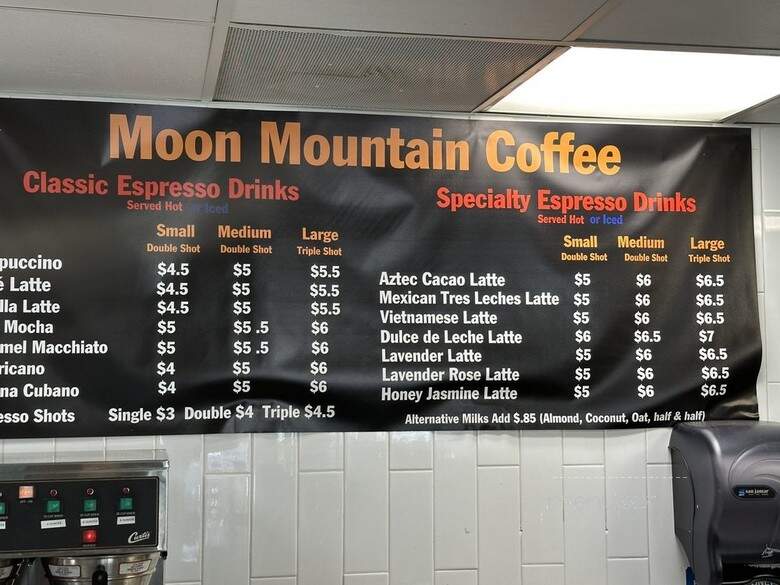 Moon Mountain Coffee
Classic Espresso Drinks
Served Hot or Iced
Small Medium Large
Double Shot Double Shot Triple Shot
puccino $4.5 $5 $5.5
é Latte $4.5 $5 $5.5
lla Latte $4.5 $5 $5.5
Mocha $5 $5 .5 $6
mel Macchiato $5 $5 .5 $6
ricano $4 $5 $6
na Cubano $4 $5 $6
esso Shots Single $3 Double $4 Triple $4.5
Specialty Espresso Drinks
Served Hot or Iced
Small Medium Large
Double Shot Double Shot Triple Shot
Aztec Cacao Latte $5 $6 $6.5
Mexican Tres Leches Latte $5 $6 $6.5
Vietnamese Latte $5 $6 $6.5
Dulce de Leche Latte $6 $6.5 $7
Lavender Latte $5 $6 $6.5
Lavender Rose Latte $5 $6 $6.5
Honey Jasmine Latte $5 $6 $6.5
Alternative Milks Add $.85 (Almond, Coconut, Oat, half & half)
Curtis
san jamar